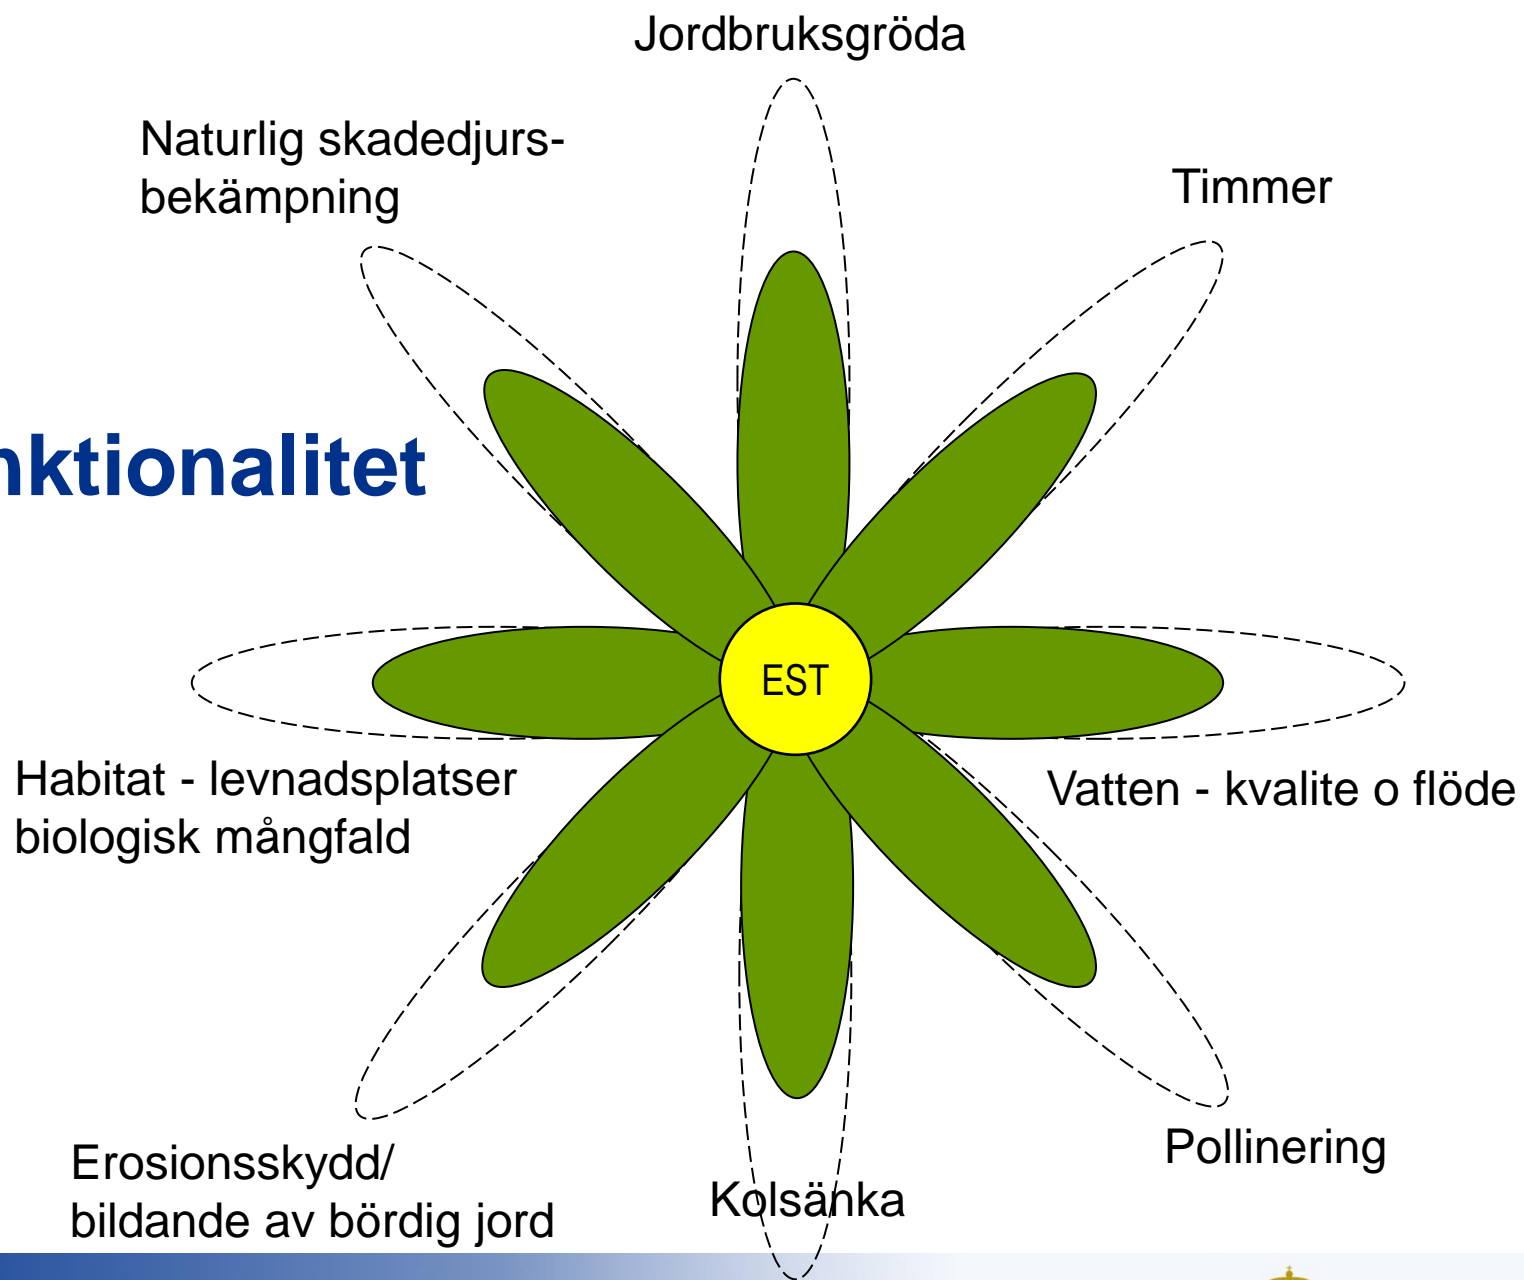 Jordbruksgröda
Naturlig skadedjurs-
bekämpning
Timmer
nktionalitet
EST
Habitat - levnadsplatser
biologisk mångfald
Vatten - kvalite o flöde
Erosionsskydd/
bildande av bördig jord
Kolsänka
Pollinering